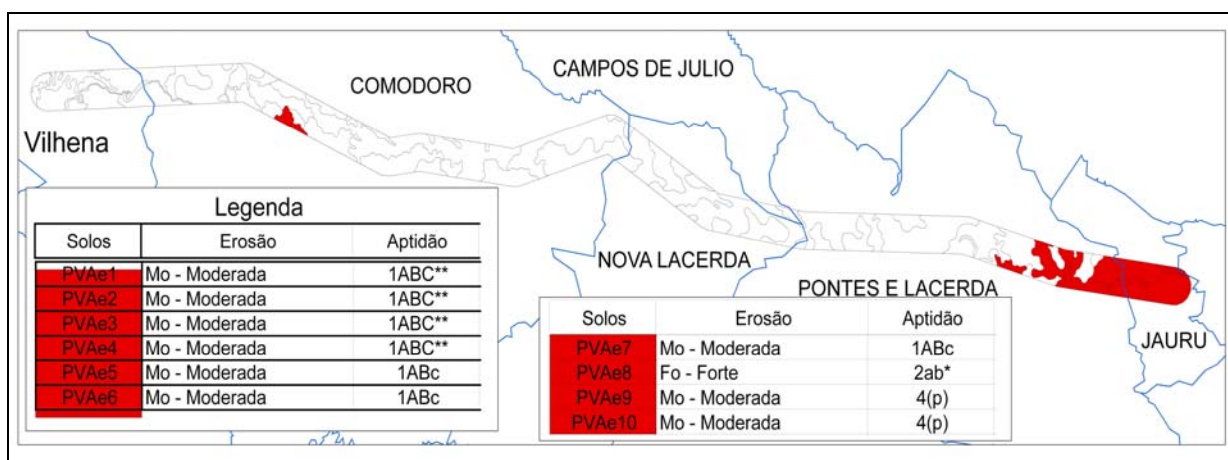 CAMPOS DE JULIO
COMODORO
Vilhena
NOVA LACERDA
PONTES E LACERDA
JAURU
Legenda
Solos Erosão Aptidão
PVAe1 Mo - Moderada 1ABC**
PVAe2 Mo - Moderada 1ABC**
PVAe3 Mo - Moderada 1ABC**
PVAe4 Mo - Moderada 1ABC**
PVAe5 Mo - Moderada 1ABc
PVAe6 Mo - Moderada 1ABc
Solos Erosão Aptidão
PVAe7 Mo - Moderada 1ABc
PVAe8 Fo - Forte 2ab*
PVAe9 Mo - Moderada 4(p)
PVAe10 Mo - Moderada 4(p)